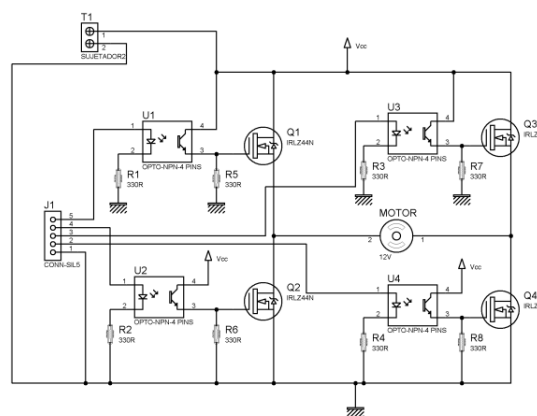 T1
1
2
SUJETADOR2
Vcc
U1
1
4
2
3
OPTO-NPN-4 PINS
Q1
IRLZ44N
R1
330R
R5
330R
U3
1
4
2
3
OPTO-NPN-4 PINS
Q3
IRLZ
R3
330R
R7
330R
J1
5
4
3
2
1
CONN-SIL5
MOTOR
2
1
12V
U2
1
4
2
3
OPTO-NPN-4 PINS
Vcc
Q2
IRLZ44N
R2
330R
R6
330R
U4
1
4
2
3
OPTO-NPN-4 PINS
Vcc
Q4
IRLZ
R4
330R
R8
330R